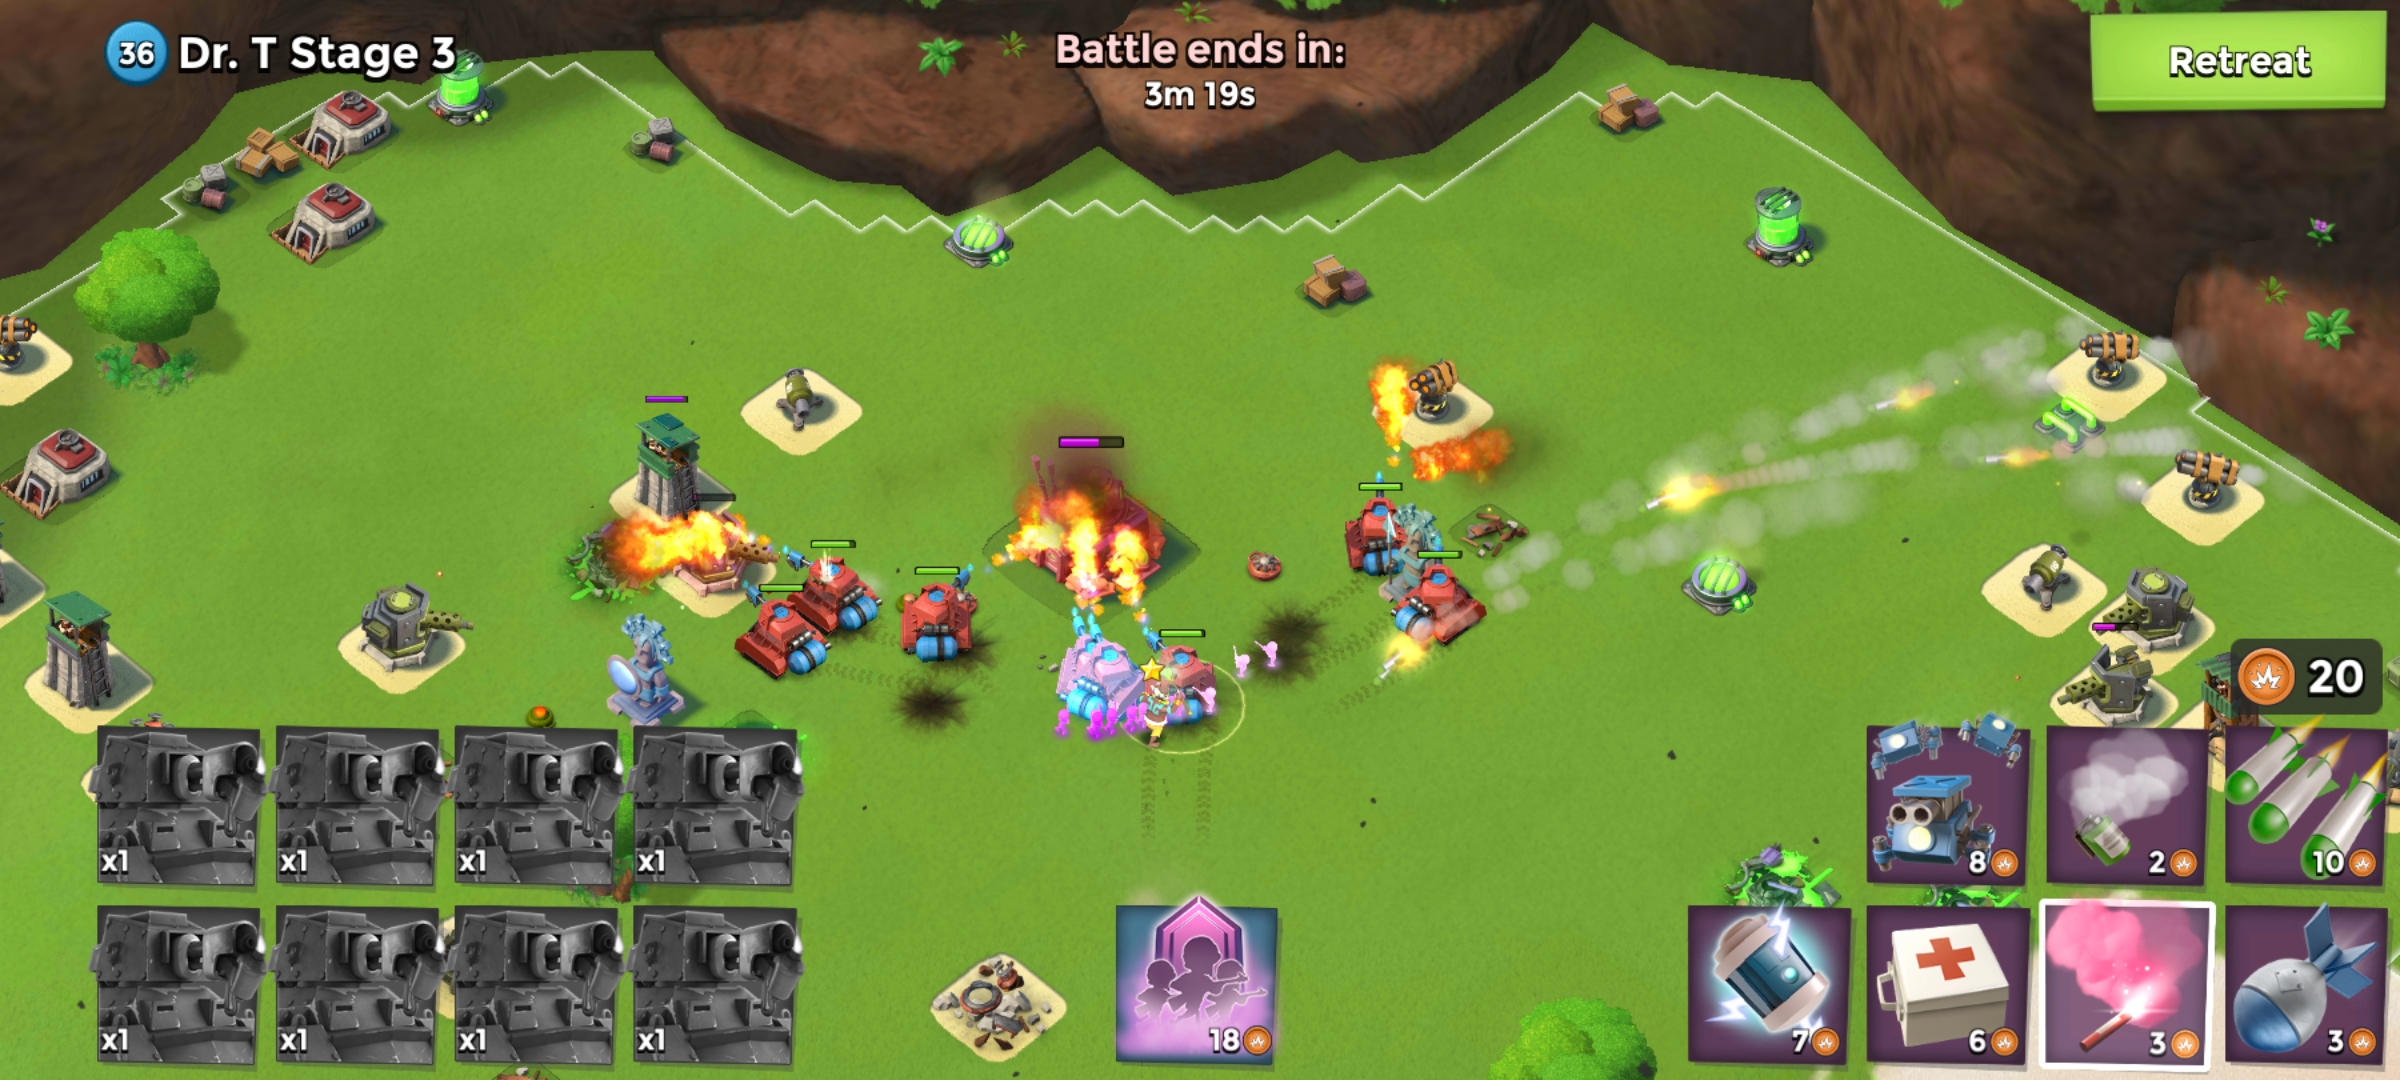 36 Dr. T Stage 3
Battle ends in:
3m 19s
Retreat
20
x1 x1 x1 x1
8 2 10
x1 x1 x1 x1
18
7 6 3 3